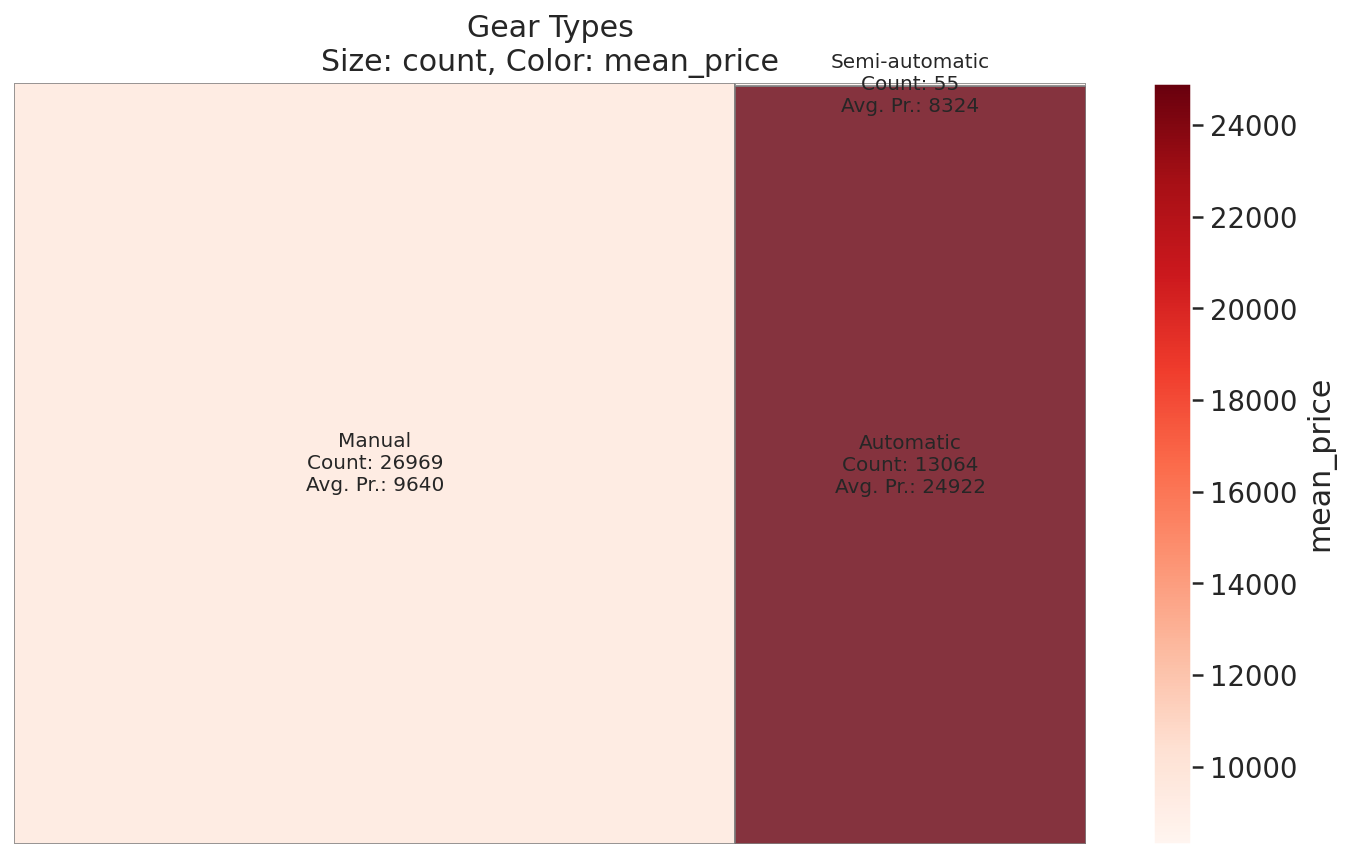 Gear Types
Size: count, Color: mean_price
Semi-automatic
Count: 55
Avg. Pr.: 8324
Manual
Count: 26969
Avg. Pr.: 9640
Automatic
Count: 13064
Avg. Pr.: 24922
24000
22000
20000
18000
16000
14000
12000
10000
mean_price